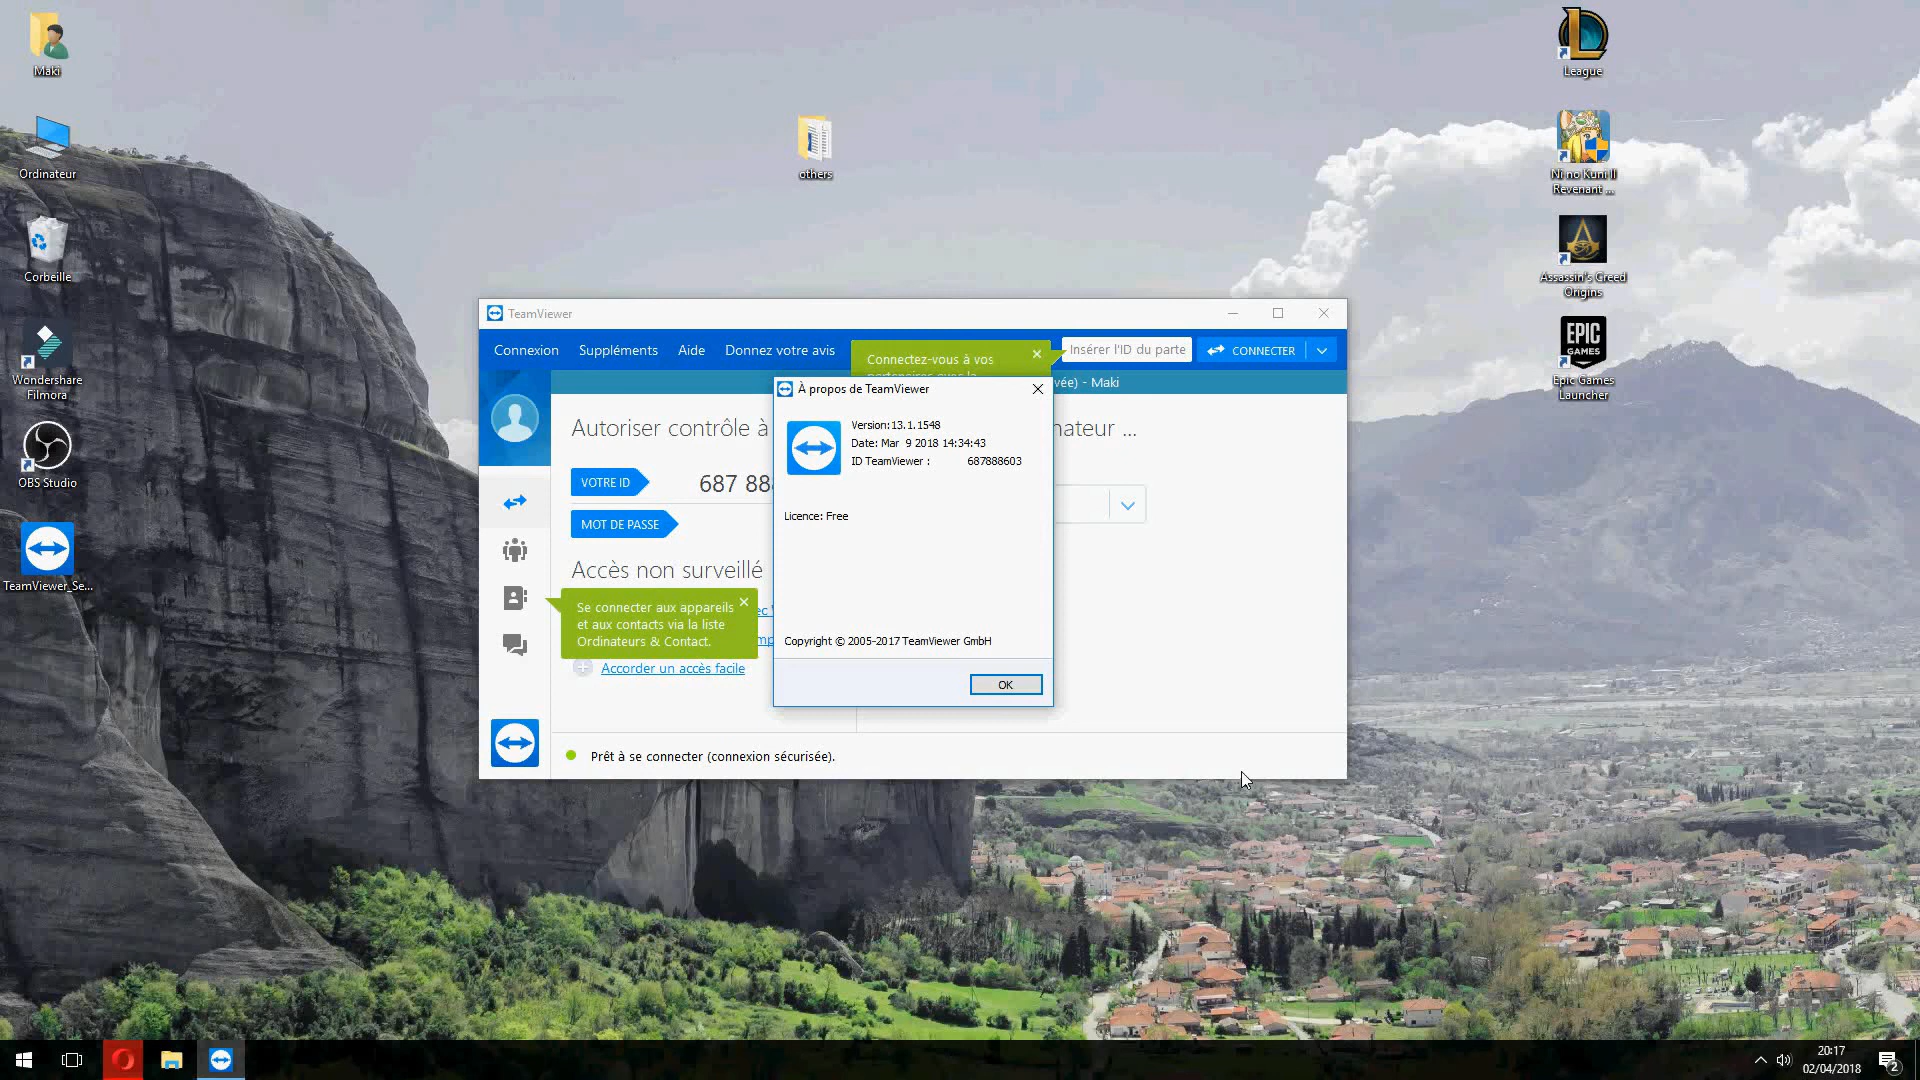 Maki
Ordinateur
Corbeille
Wondershare
Filmora
OBS Studio
TeamViewer_Se...
others
League
Ni no Kuni II
Revenant ...
Assassin's Creed
Origins
EPIC
GAMES
Epic Games
Launcher
TeamViewer
Connexion Suppléments Aide Donnez votre avis
Connectez-vous à vos
Insérer l'ID du parte
CONNECTER
- Maki
À propos de TeamViewer
Version:13.1.1548
Date: Mar 9 2018 14:34:43
ID TeamViewer : 687888603
Licence: Free
Copyright © 2005-2017 TeamViewer GmbH
OK
Autoriser contrôle à
VOTRE ID
687 88
MOT DE PASSE
Accès non surveillé
Se connecter aux appareils
et aux contacts via la liste
Ordinateurs & Contact.
Accorder un accès facile
Prêt à se connecter (connexion sécurisée).
20:17
02/04/2018
2